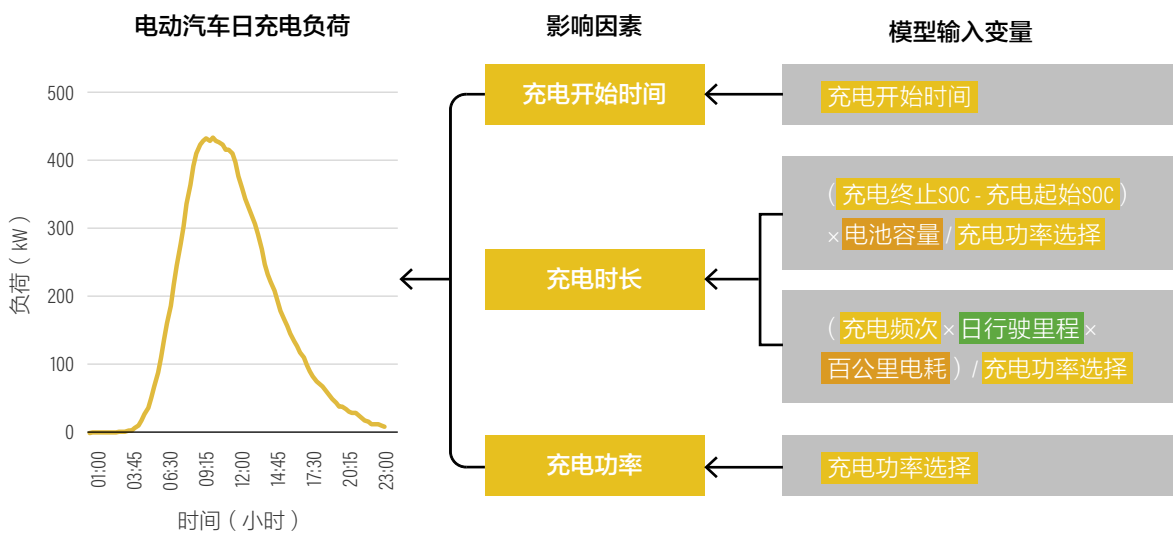 电动汽车日充电负荷
影响因素
模型输入变量
500
400
300
200
100
0
负荷（kW）
01:00
03:45
06:30
09:15
12:00
14:45
17:30
20:15
23:00
时间（小时）
充电开始时间
充电时长
充电功率
充电开始时间
（充电终止SOC - 充电起始SOC）
×电池容量/充电功率选择
（充电频次×日行驶里程×
百公里电耗）/充电功率选择
充电功率选择